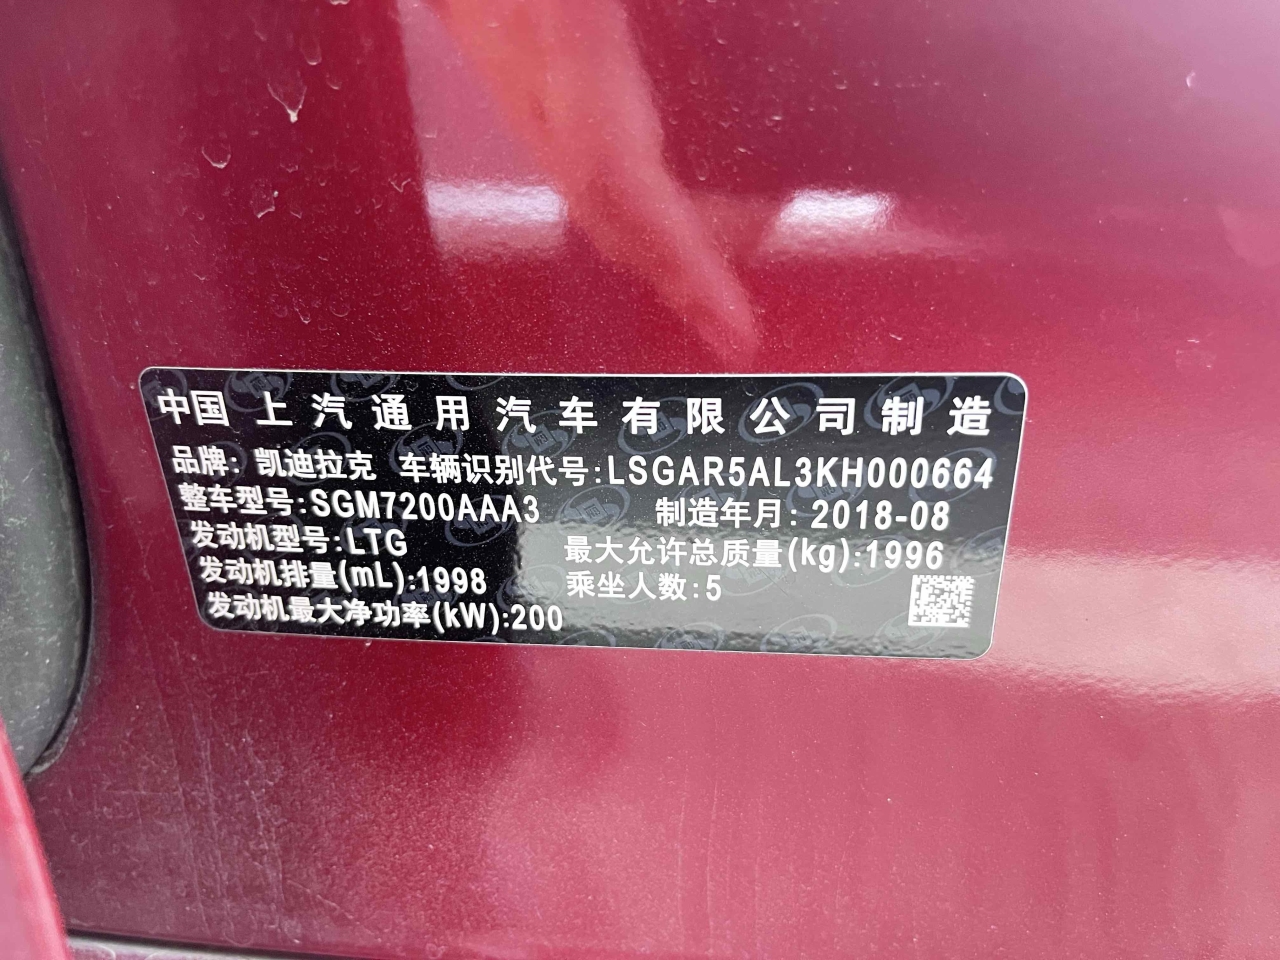 中国 上汽通用汽车有限公司制造
品牌: 凯迪拉克 车辆识别代号:LSGAR5AL3KH000664
整车型号:SGM7200AAA3 制造年月: 2018-08
发动机型号:LTG 最大允许总质量(kg):1996
发动机排量(mL):1998 乘坐人数:5
发动机最大净功率(kW):200